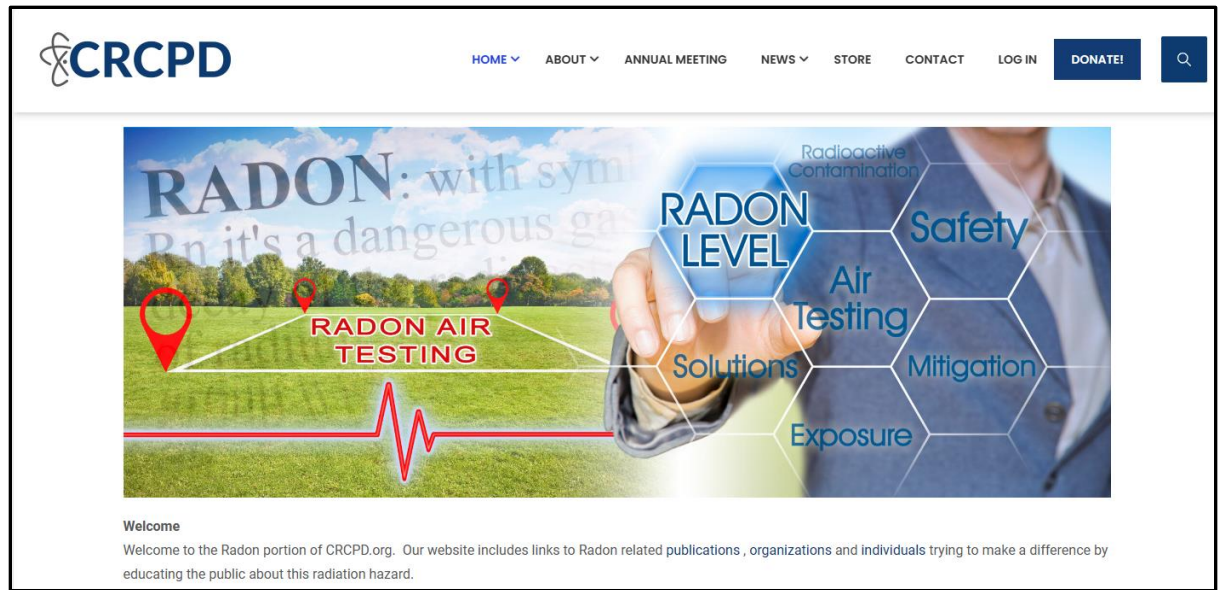 CRCPD
HOME ABOUT ANNUAL MEETING NEWS STORE CONTACT LOG IN DONATE!
RADON: with sym
Rn it's a dangerous gas
RADON AIR
TESTING
RADON
LEVEL
Radioactive
Contamination
Safety
Air
Testing
Solutions
Mitigation
Exposure
Welcome
Welcome to the Radon portion of CRCPD.org. Our website includes links to Radon related publications , organizations and individuals trying to make a difference by
educating the public about this radiation hazard.